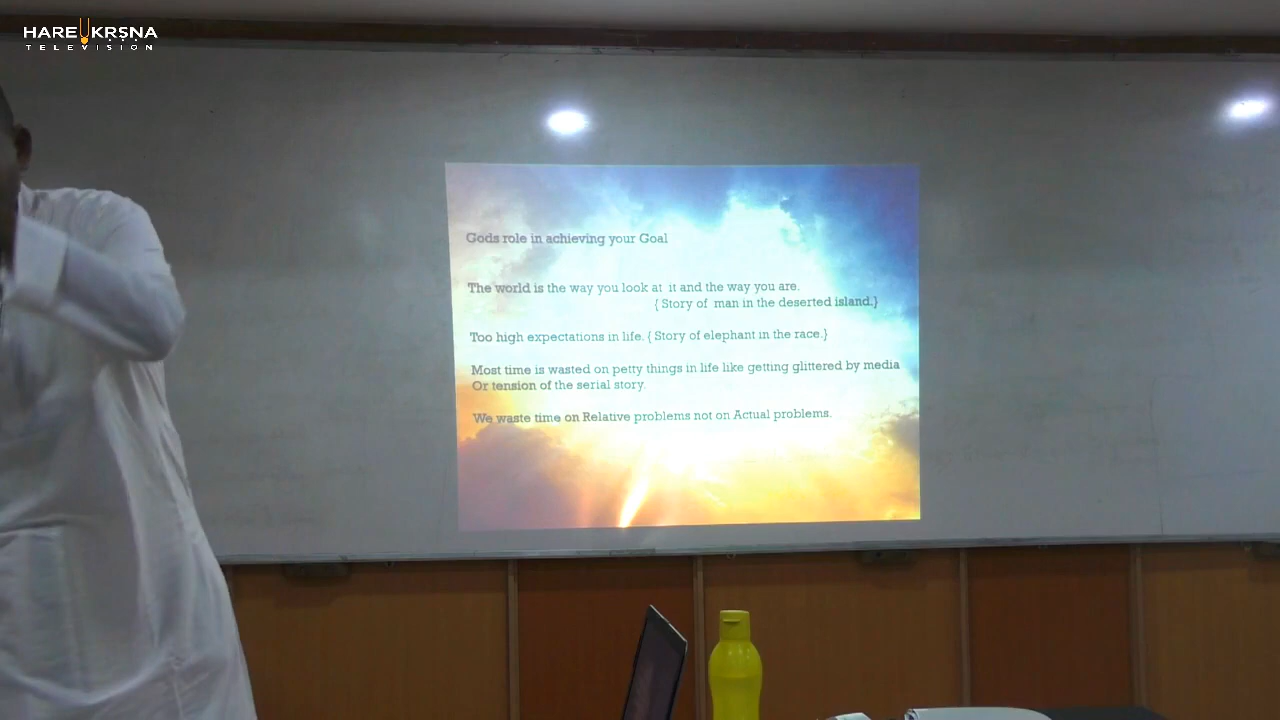 HARE KRSNA
TELEVISION
Gods role in achieving your Goal
The world is the way you look at it and the way you are.
{ Story of man in the deserted island.}
Too high expectations in life. { Story of elephant in the race.}
Most time is wasted on petty things in life like getting glittered by media
Or tension of the serial story.
We waste time on Relative problems not on Actual problems.